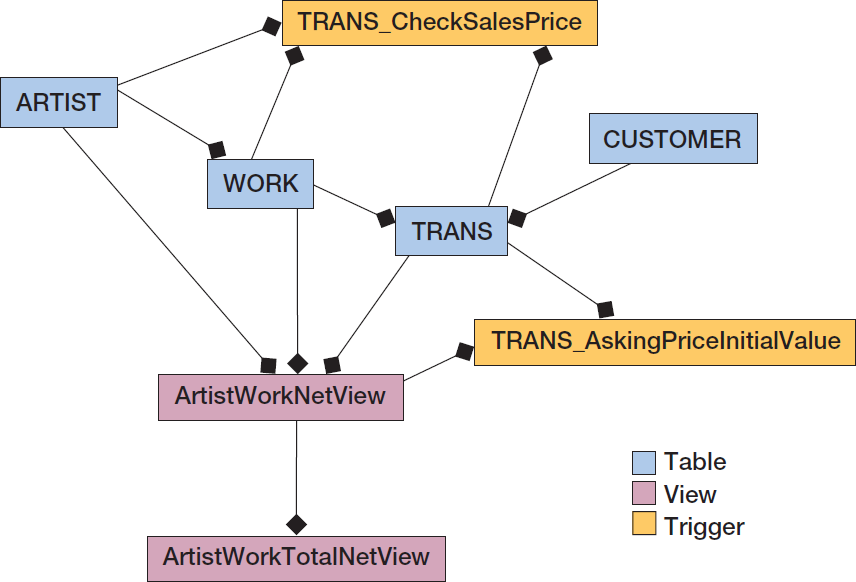 TRANS_CheckSalesPrice
ARTIST
CUSTOMER
WORK
TRANS
TRANS_AskingPriceInitialValue
ArtistWorkNetView
Table
View
Trigger
ArtistWorkTotalNetView